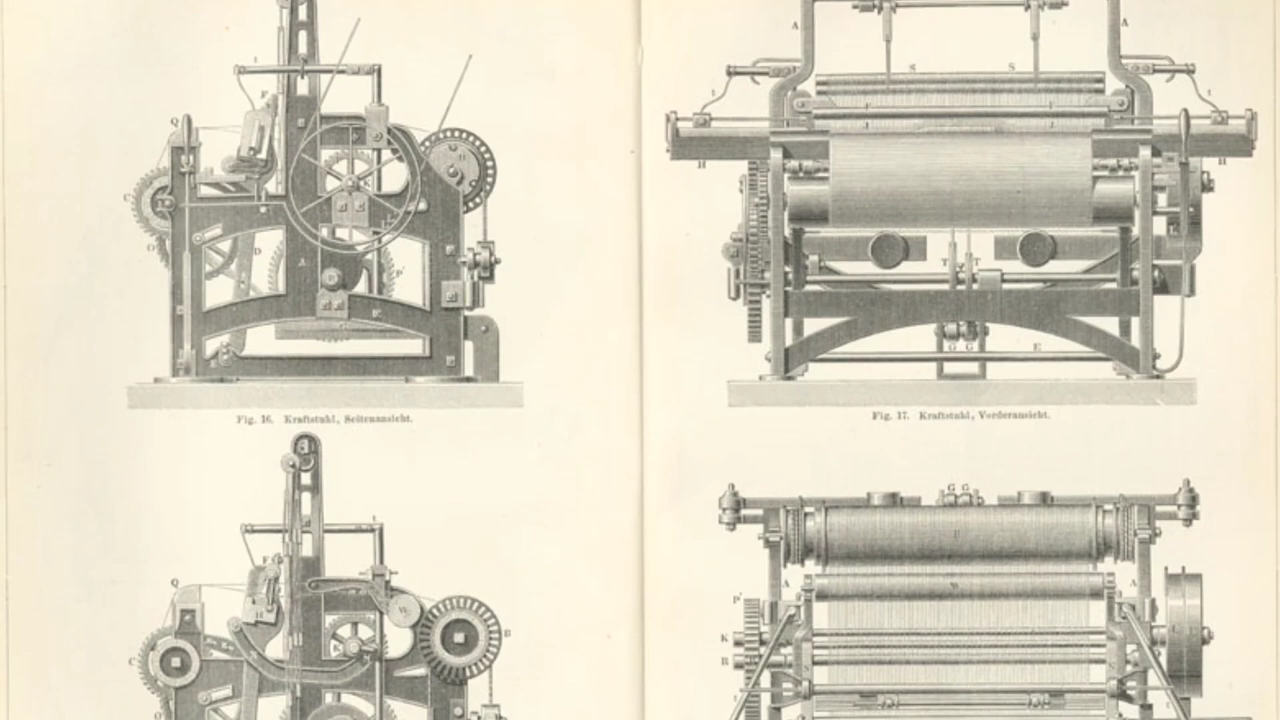 t
F
Q
C
O
D
A
B
P'
E
Fig. 16. Kraftstuhl, Seitenansicht.
A
A
S
S
t
t
I
I
H
H
T
T
G G
E
Fig. 17. Kraftstuhl, Vorderansicht.
t
F
Q
H
W
B
C
O
G G
U
W
A
A
P'
K
B
t
t